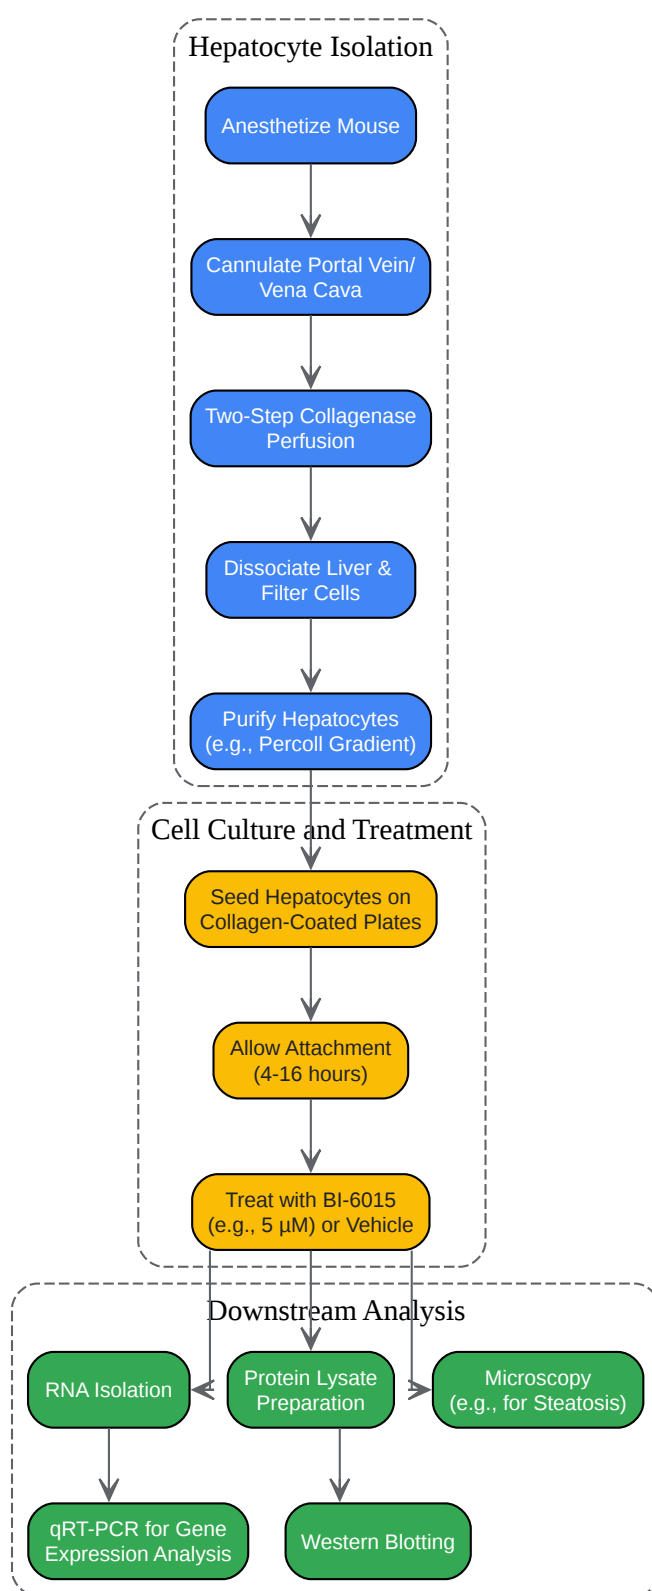 Hepatocyte Isolation
Anesthetize Mouse
Cannulate Portal Vein/
Vena Cava
Two-Step Collagenase
Perfusion
Dissociate Liver &
Filter Cells
Purify Hepatocytes
(e.g., Percoll Gradient)
Cell Culture and Treatment
Seed Hepatocytes on
Collagen-Coated Plates
Allow Attachment
(4-16 hours)
Treat with BI-6015
(e.g., 5 µM) or Vehicle
Downstream Analysis
RNA Isolation
Protein Lysate
Preparation
Microscopy
(e.g., for Steatosis)
qRT-PCR for Gene
Expression Analysis
Western Blotting